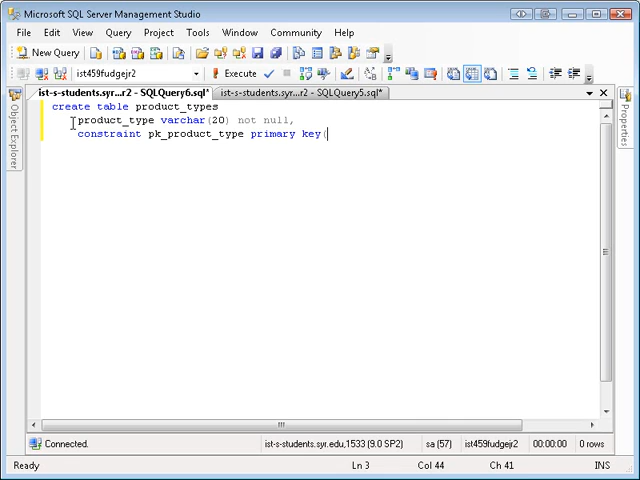 Microsoft SQL Server Management Studio
File Edit View Query Project Tools Window Community Help
New Query
ist459fudgejr2 Execute
ist-s-students.syr...r2 - SQLQuery6.sql* ist-s-students.syr...r2 - SQLQuery5.sql*
Object Explorer
Properties
create table product_types
product_type varchar(20) not null,
constraint pk_product_type primary key(
Connected. ist-s-students.syr.edu,1533 (9.0 SP2) sa (57) ist459fudgejr2 00:00:00 0 rows
Ready Ln 3 Col 44 Ch 41 INS